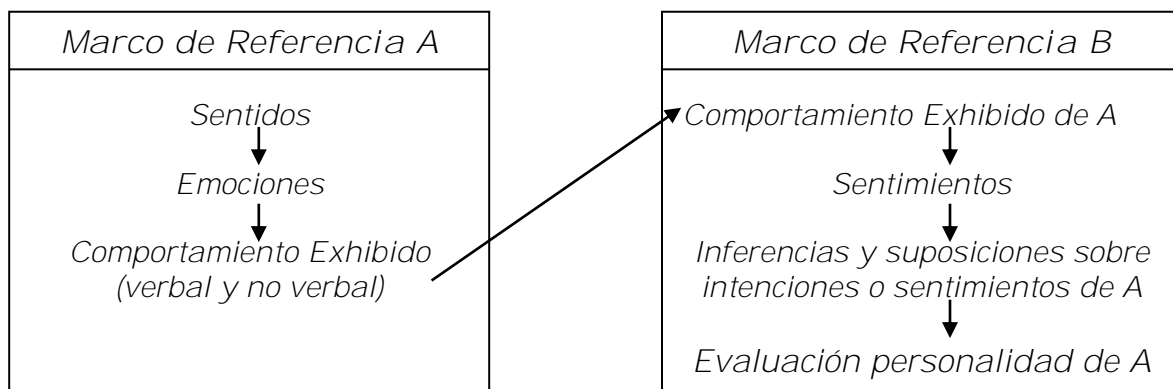 Marco de Referencia A
Sentidos
Emociones
Comportamiento Exhibido
(verbal y no verbal)
Marco de Referencia B
Comportamiento Exhibido de A
Sentimientos
Inferencias y suposiciones sobre
intenciones o sentimientos de A
Evaluación personalidad de A